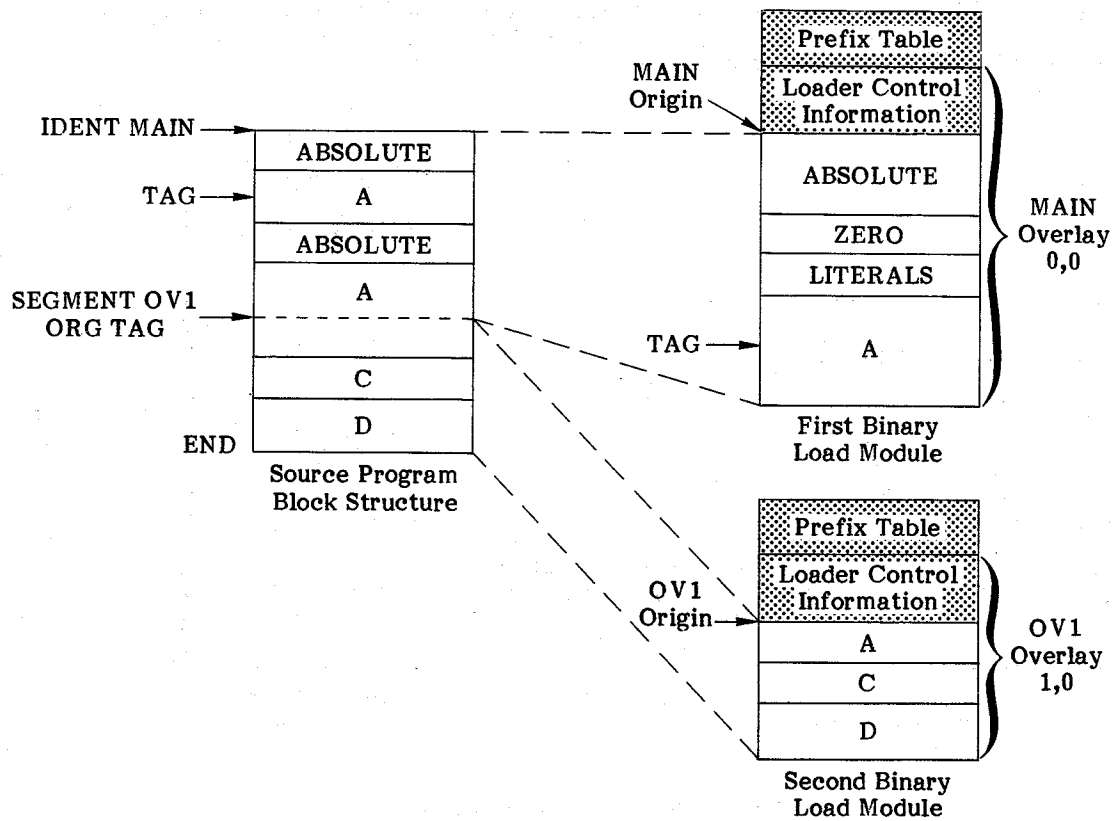 IDENT MAIN
TAG
SEGMENT OV1
ORG TAG
END
ABSOLUTE
A
ABSOLUTE
A
C
D
Source Program
Block Structure
MAIN
Origin
TAG
Prefix Table
Loader Control
Information
ABSOLUTE
ZERO
LITERALS
A
First Binary
Load Module
MAIN
Overlay
0,0
OV1
Origin
Prefix Table
Loader Control
Information
A
C
D
Second Binary
Load Module
OV1
Overlay
1,0